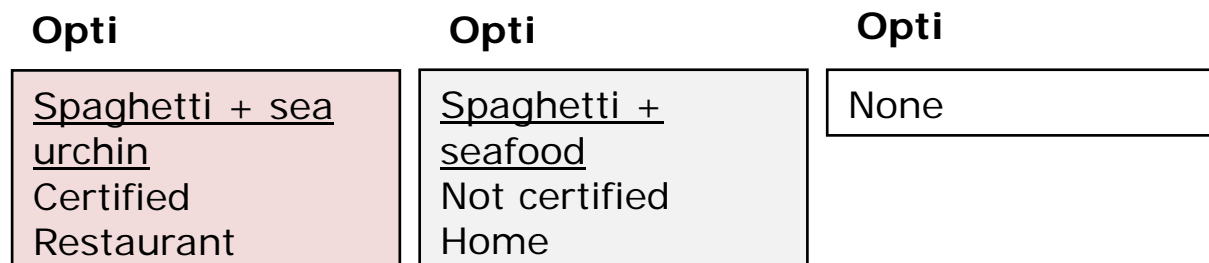 Opti
Spaghetti + sea
urchin
Certified
Restaurant
Opti
Spaghetti +
seafood
Not certified
Home
Opti
None